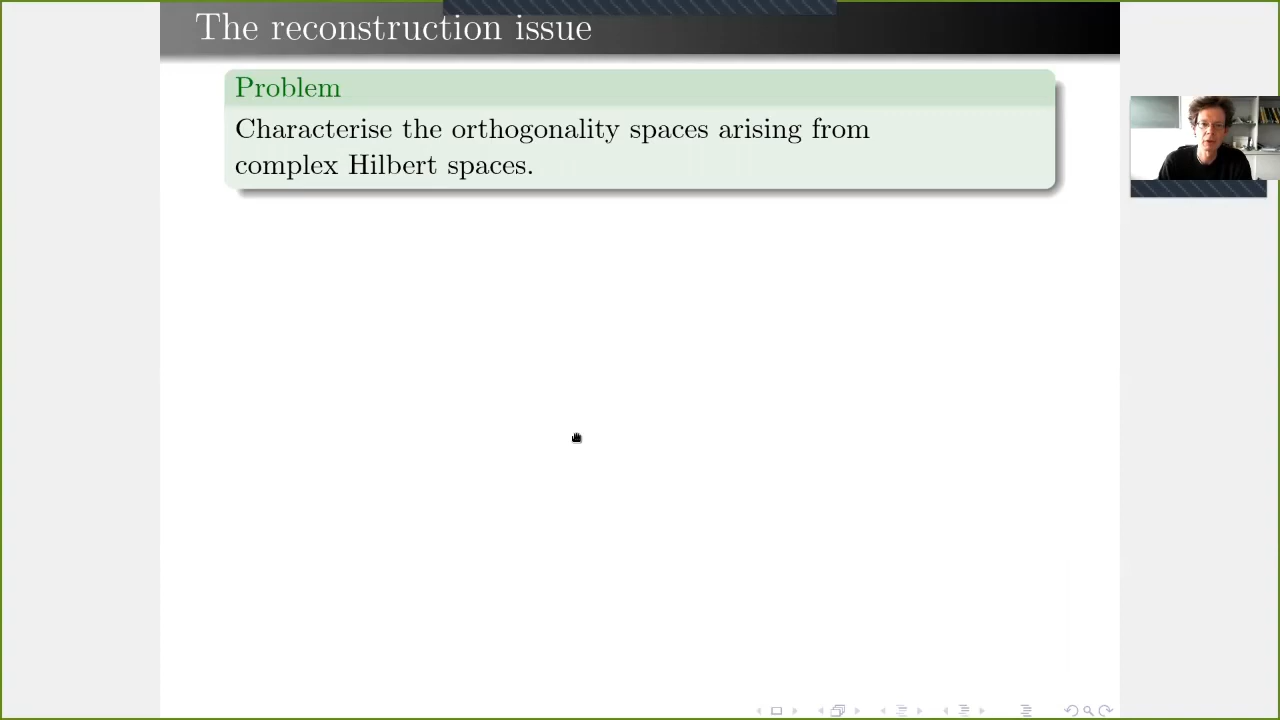 The reconstruction issue
Problem
Characterise the orthogonality spaces arising from
complex Hilbert spaces.